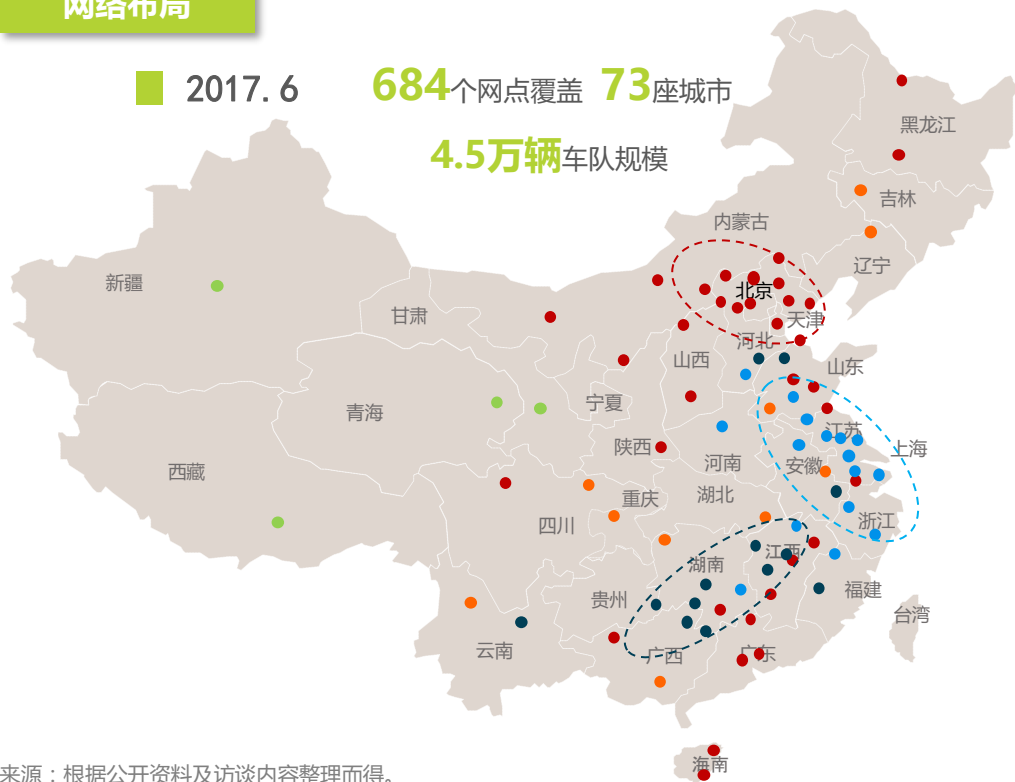 网络布局
2017.6
684个网点覆盖 73座城市
4.5万辆车队规模
黑龙江
吉林
内蒙古
辽宁
新疆
北京
甘肃
天津
河北
山西
山东
宁夏
青海
江苏
陕西
上海
河南
安徽
西藏
湖北
重庆
浙江
四川
江西
湖南
福建
贵州
台湾
云南
广西
广东
海南
来源：根据公开资料及访谈内容整理而得。